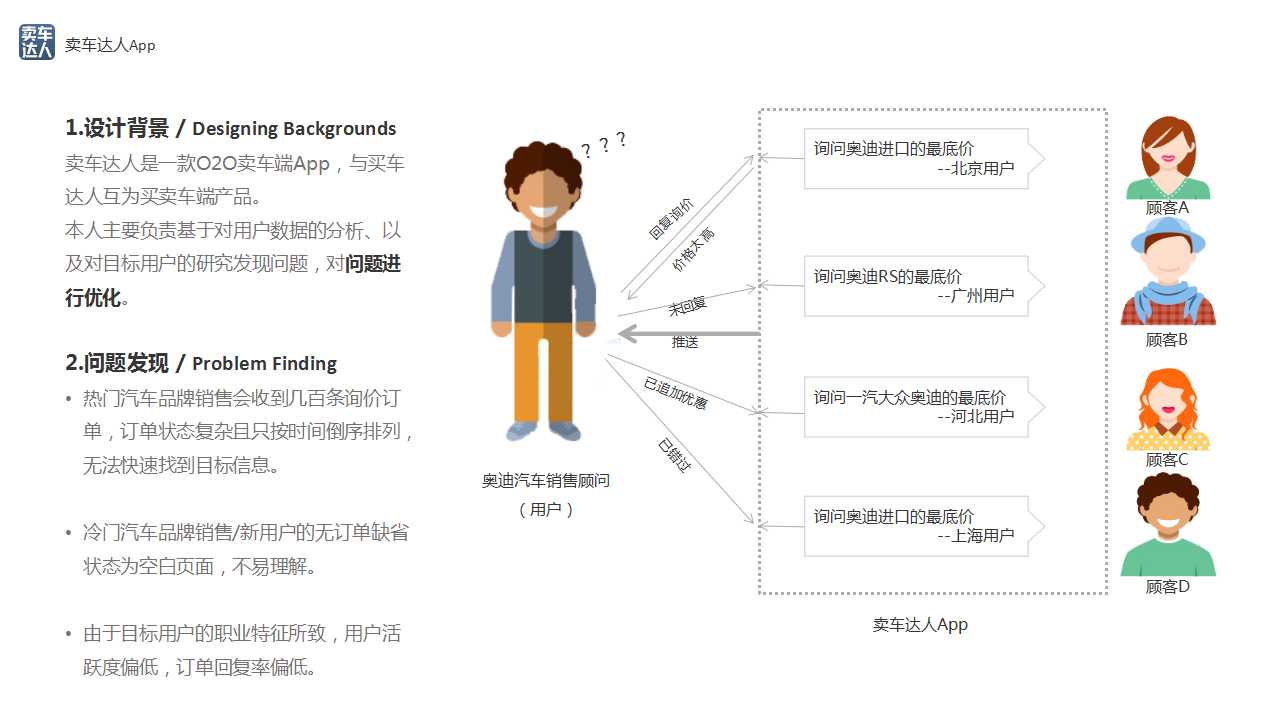 卖车
达人
卖车达人App
1.设计背景 / Designing Backgrounds
卖车达人是一款O2O卖车端App，与买车
达人互为买卖车端产品。
本人主要负责基于对用户数据的分析、以
及对目标用户的研究发现问题，对问题进
行优化。
2.问题发现 / Problem Finding
• 热门汽车品牌销售会收到几百条询价订
单，订单状态复杂且只按时间倒序排列，
无法快速找到目标信息。
• 冷门汽车品牌销售/新用户的无订单缺省
状态为空白页面，不易理解。
• 由于目标用户的职业特征所致，用户活
跃度偏低，订单回复率偏低。
？？？
奥迪汽车销售顾问
（用户）
回复询价
价格太高
未回复
推送
已追加优惠
已错过
询问奥迪进口的最底价
--北京用户
询问奥迪RS的最底价
--广州用户
询问一汽大众奥迪的最底价
--河北用户
询问奥迪进口的最底价
--上海用户
卖车达人App
顾客A
顾客B
顾客C
顾客D